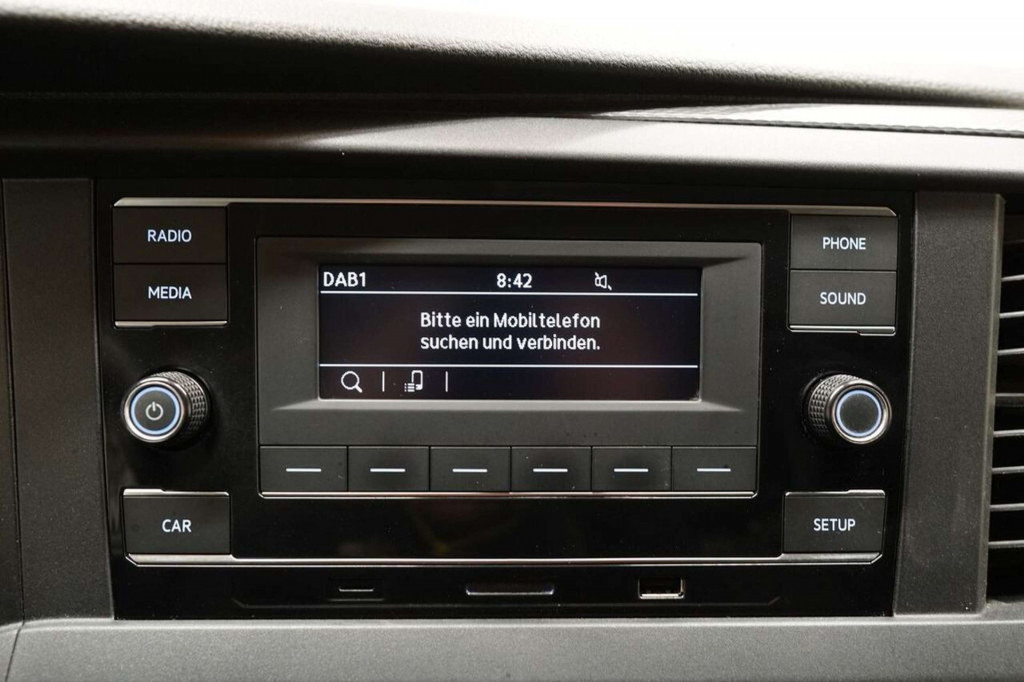 RADIO
MEDIA
DAB1 8:42
Bitte ein Mobiltelefon
suchen und verbinden.
PHONE
SOUND
CAR
SETUP